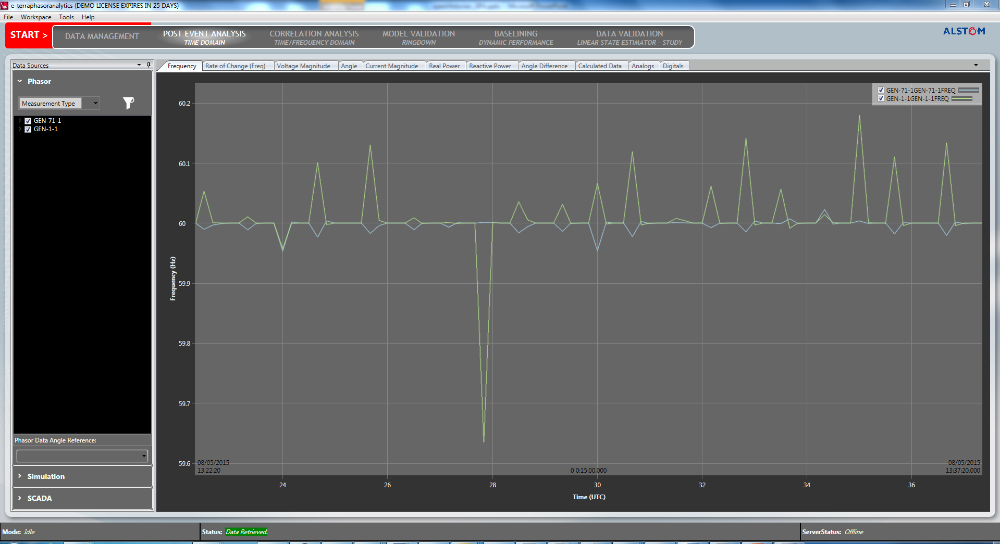 e-terraphasoranalytics (DEMO LICENSE EXPIRES IN 25 DAYS)
File Workspace Tools Help
START >
DATA MANAGEMENT
POST EVENT ANALYSIS
TIME DOMAIN
CORRELATION ANALYSIS
TIME/FREQUENCY DOMAIN
MODEL VALIDATION
RINGDOWN
BASELINING
DYNAMIC PERFORMANCE
DATA VALIDATION
LINEAR STATE ESTIMATOR - STUDY
ALSTOM
Data Sources
Phasor
Measurement Type
GEN-71-1
GEN-1-1
Phasor Data Angle Reference:
Simulation
SCADA
Frequency Rate of Change (Freq) Voltage Magnitude Angle Current Magnitude Real Power Reactive Power Angle Difference Calculated Data Analogs Digitals
GEN-71-1GEN-71-1FREQ
GEN-1-1GEN-1-1FREQ
60.2
60.1
60
59.9
59.8
59.7
59.6
Frequency (Hz)
08/05/2015
13:22:20
0 0:15:00.000
08/05/2015
13:37:20.000
24 26 28 30 32 34 36
Time (UTC)
Mode: Idle
Status: Data Retrieved.
ServerStatus: Offline